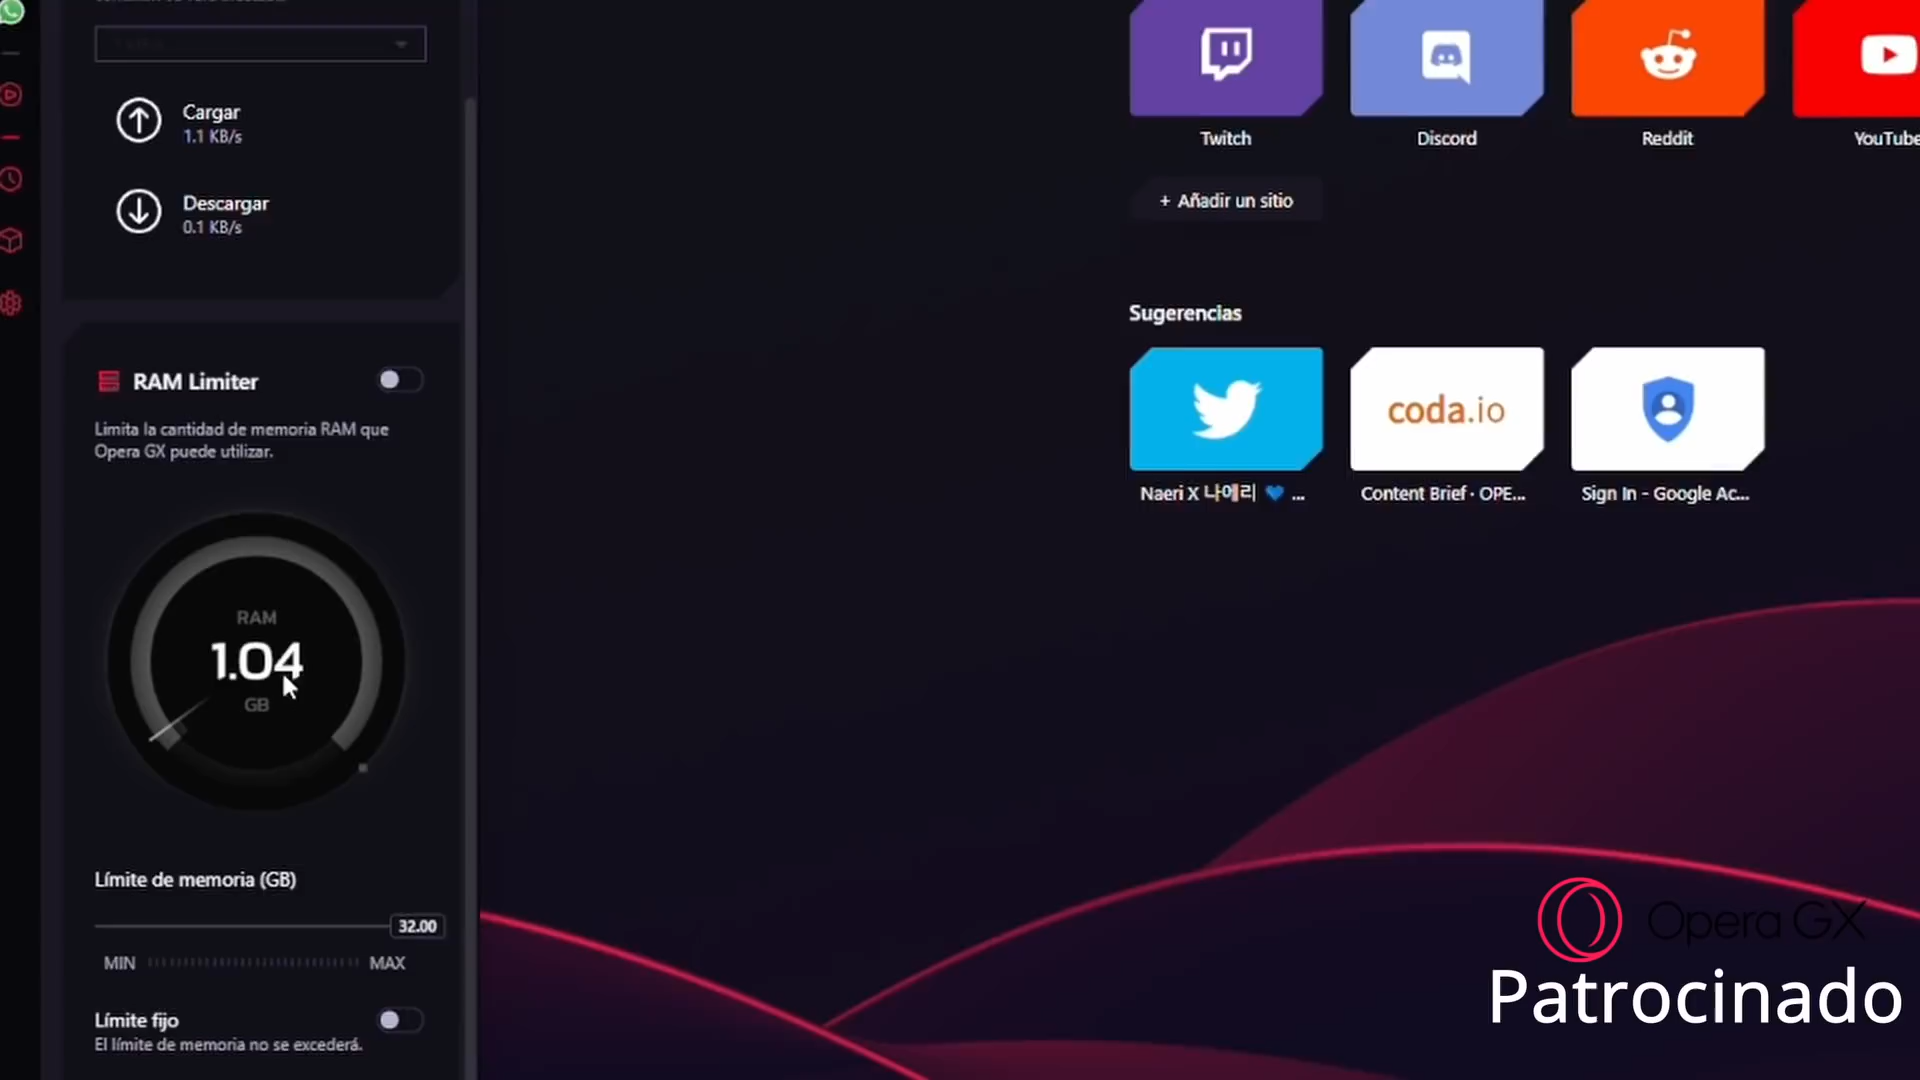 Cargar
1.1 KB/s
Descargar
0.1 KB/s
RAM Limiter
Limita la cantidad de memoria RAM que
Opera GX puede utilizar.
RAM
1.04
GB
Límite de memoria (GB)
32.00
MIN MAX
Límite fijo
El límite de memoria no se excederá.
Twitch
Discord
Reddit
YouTube
+ Añadir un sitio
Sugerencias
coda.io
Naeri X 나에리 💙 ...
Content Brief · OPE...
Sign In - Google Ac...
Opera GX
Patrocinado